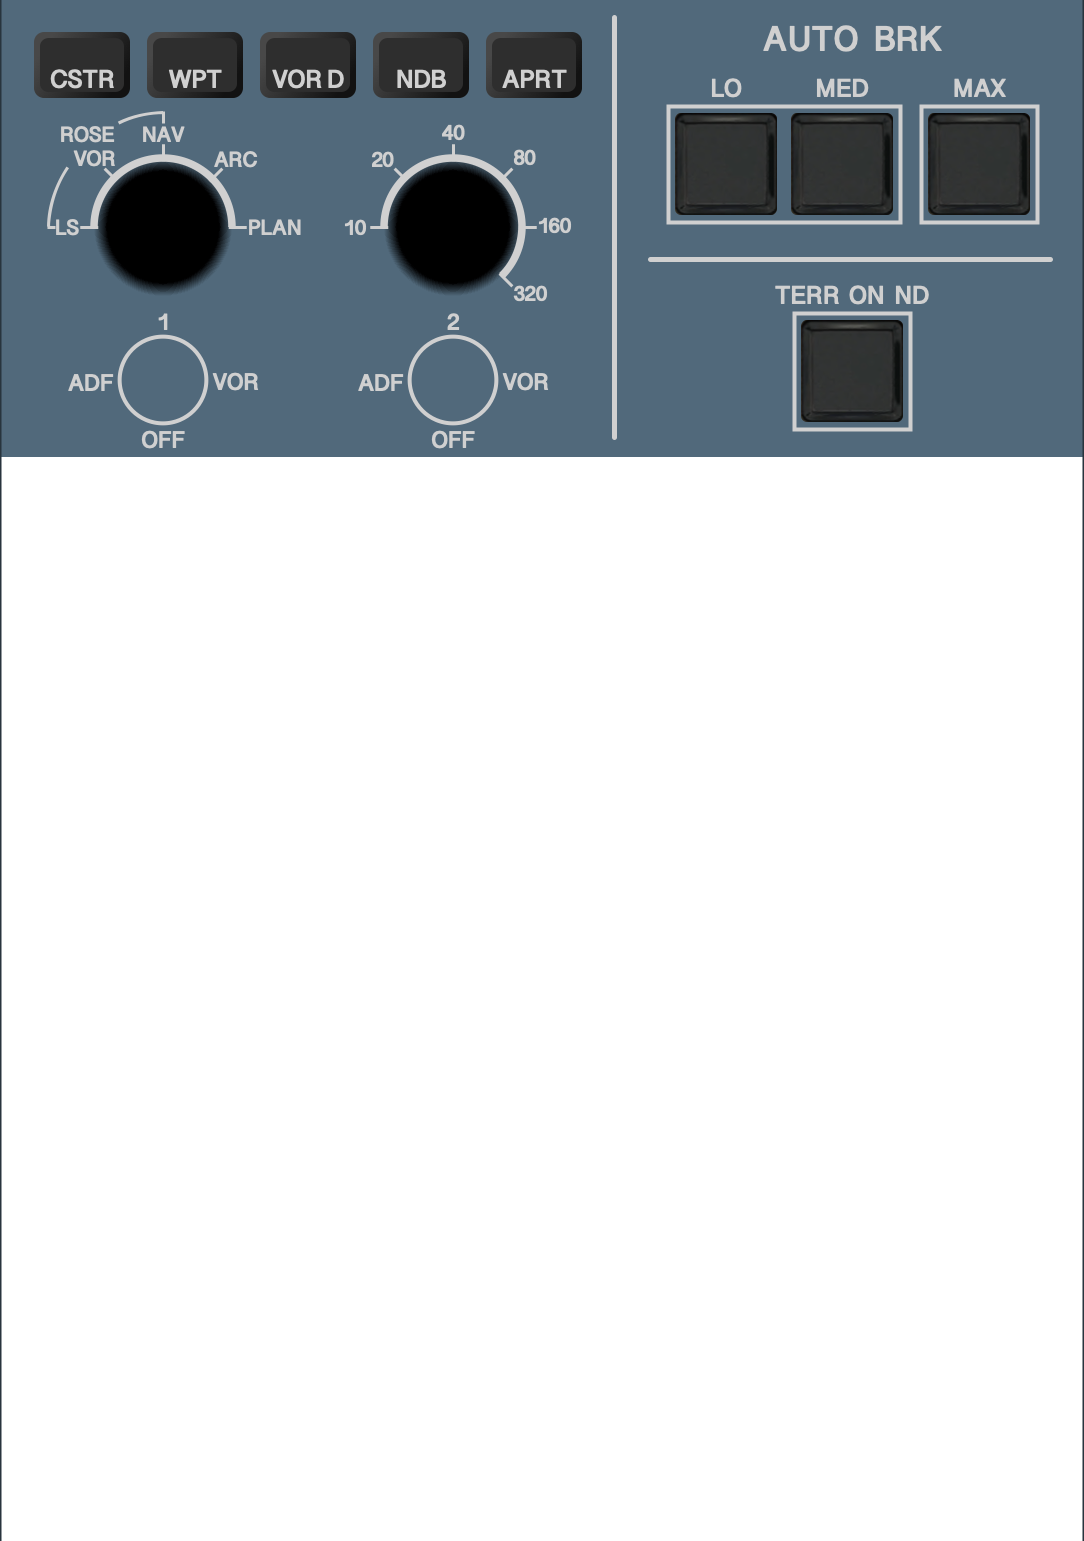 CSTR WPT VOR D NDB APRT
ROSE NAV
VOR ARC
LS PLAN
40
20 80
10 160
320
1
ADF VOR
OFF
2
ADF VOR
OFF
AUTO BRK
LO MED MAX
TERR ON ND